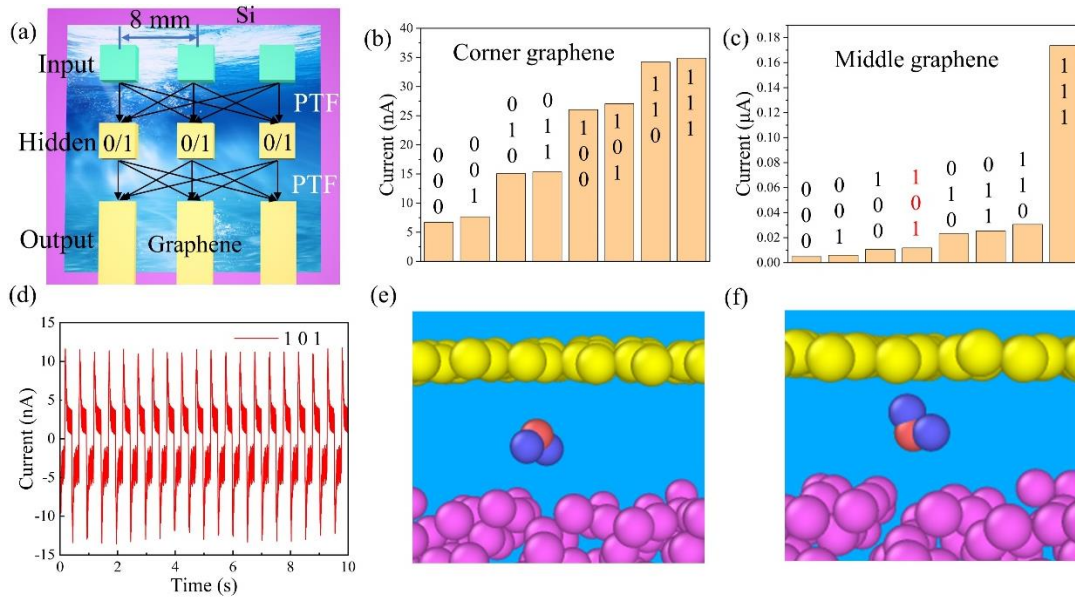 (a)
8 mm
Si
Input
PTF
Hidden
0/1
0/1
0/1
PTF
Output
Graphene
(b)
Corner graphene
Current (nA)
40
35
30
25
20
15
10
5
0
0 0 0
0 0 1
0 1 0
0 1 1
1 0 0
1 0 1
1 1 0
1 1 1
(c)
Middle graphene
Current (μA)
0.18
0.16
0.14
0.12
0.10
0.08
0.06
0.04
0.02
0.00
0 0 0
0 0 1
1 0 0
1 0 1
0 1 0
0 1 1
1 1 0
1 1 1
(d)
1 0 1
Current (nA)
15
10
5
0
-5
-10
-15
0
2
4
6
8
10
Time (s)
(e)
(f)